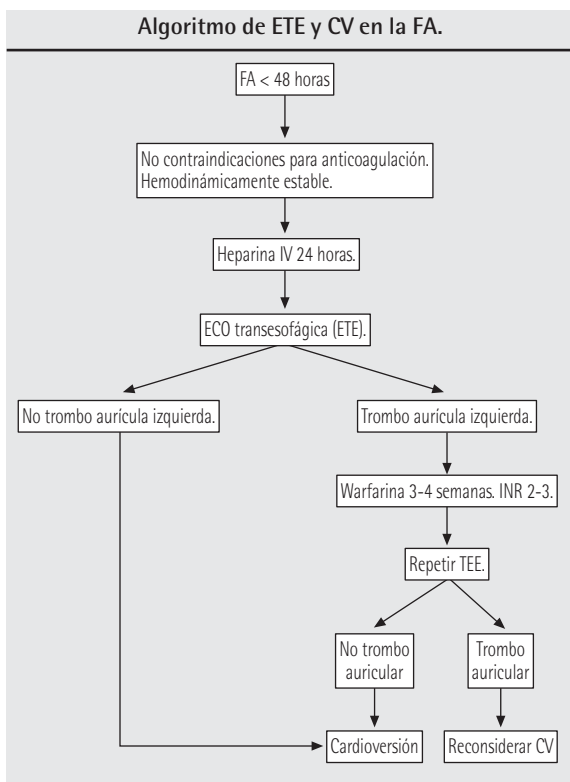 Algoritmo de ETE y CV en la FA.
FA < 48 horas
No contraindicaciones para anticoagulación.
Hemodinámicamente estable.
Heparina IV 24 horas.
ECO transesofágica (ETE).
No trombo aurícula izquierda.
Trombo aurícula izquierda.
Warfarina 3-4 semanas. INR 2-3.
Repetir TEE.
No trombo
auricular
Trombo
auricular
Cardioversión
Reconsiderar CV